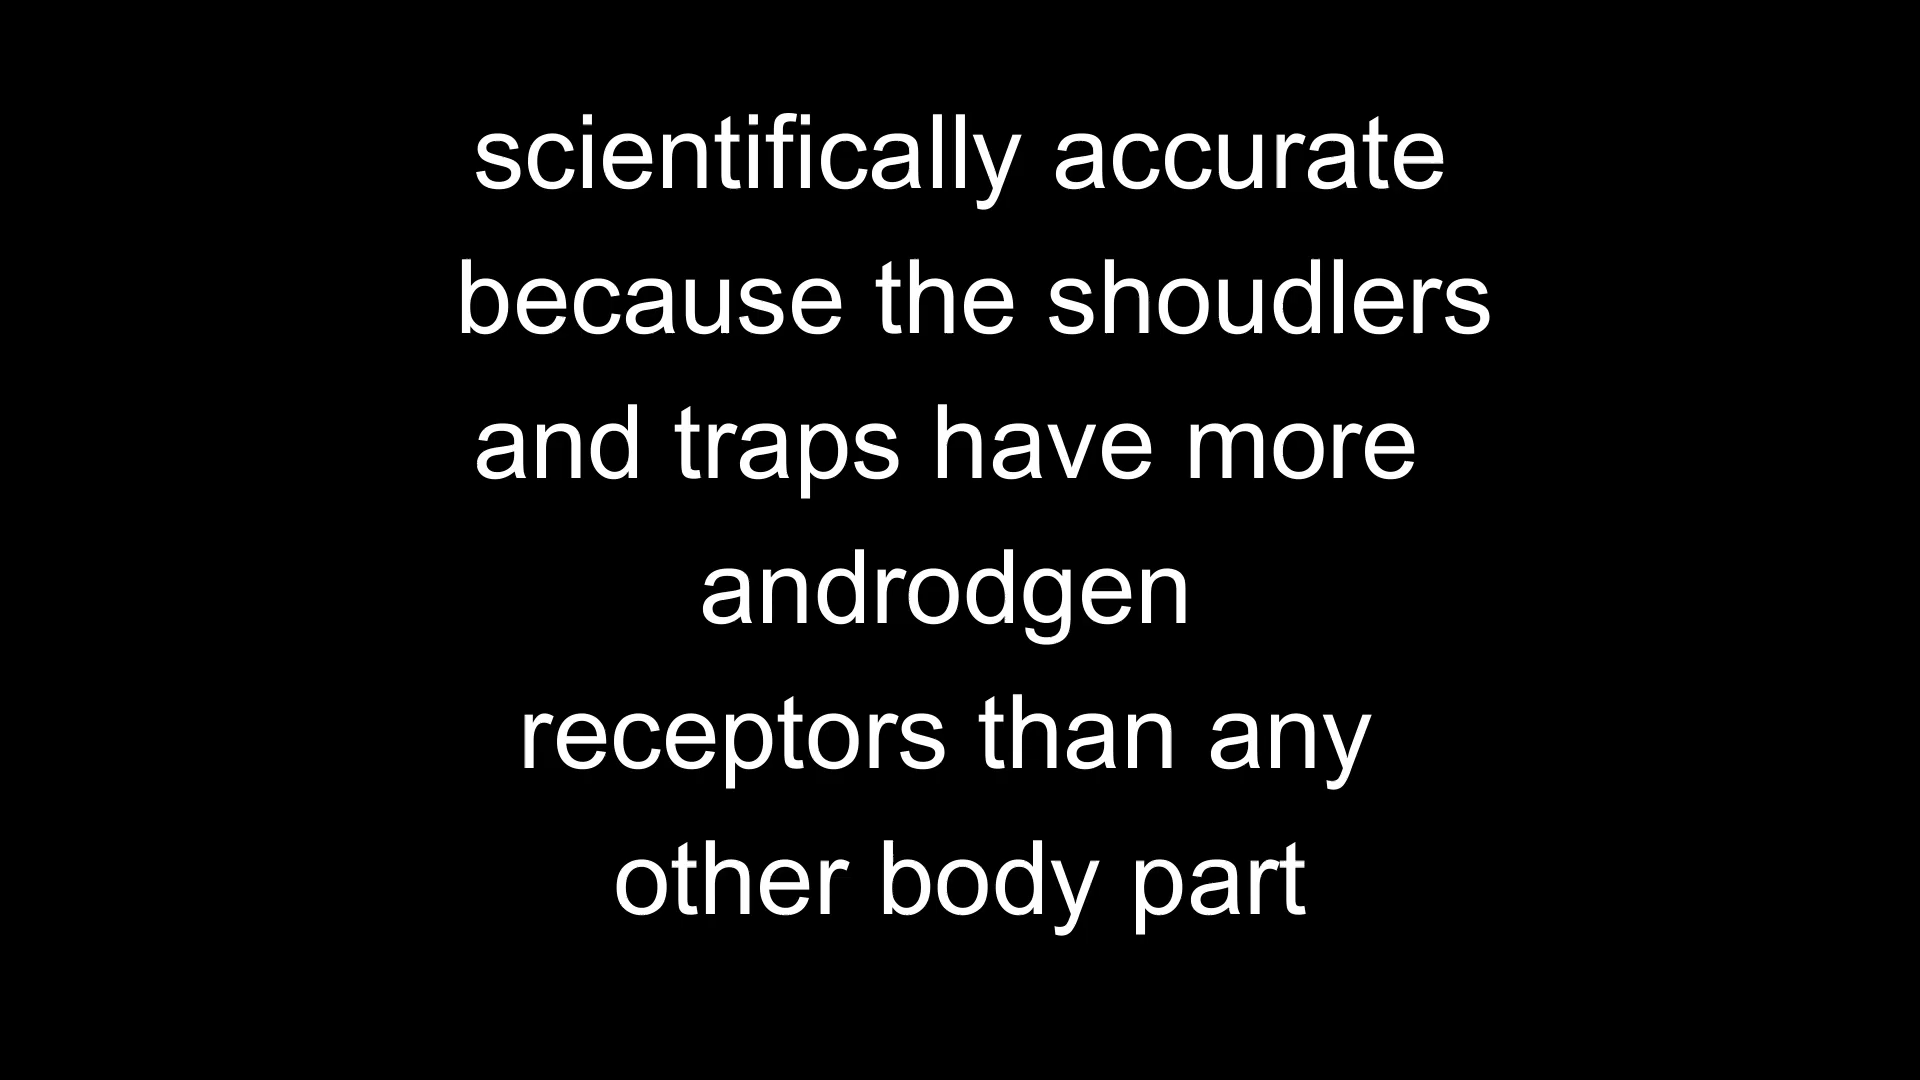 scientifically accurate
because the shoudlers
and traps have more
androdgen
receptors than any
other body part